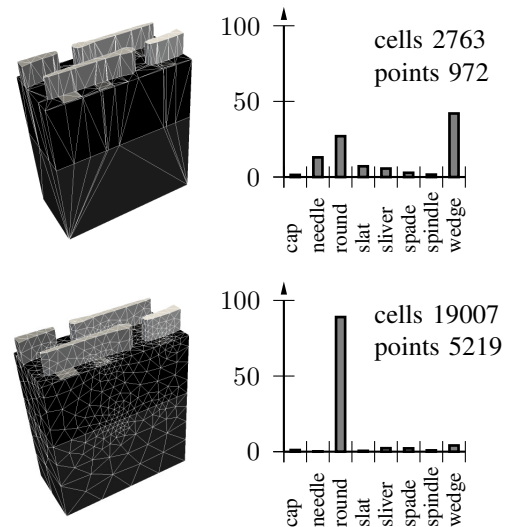 100
cells 2763
points 972
50
0
cap
needle
round
slat
sliver
spade
spindle
wedge
100
cells 19007
points 5219
50
0
cap
needle
round
slat
sliver
spade
spindle
wedge